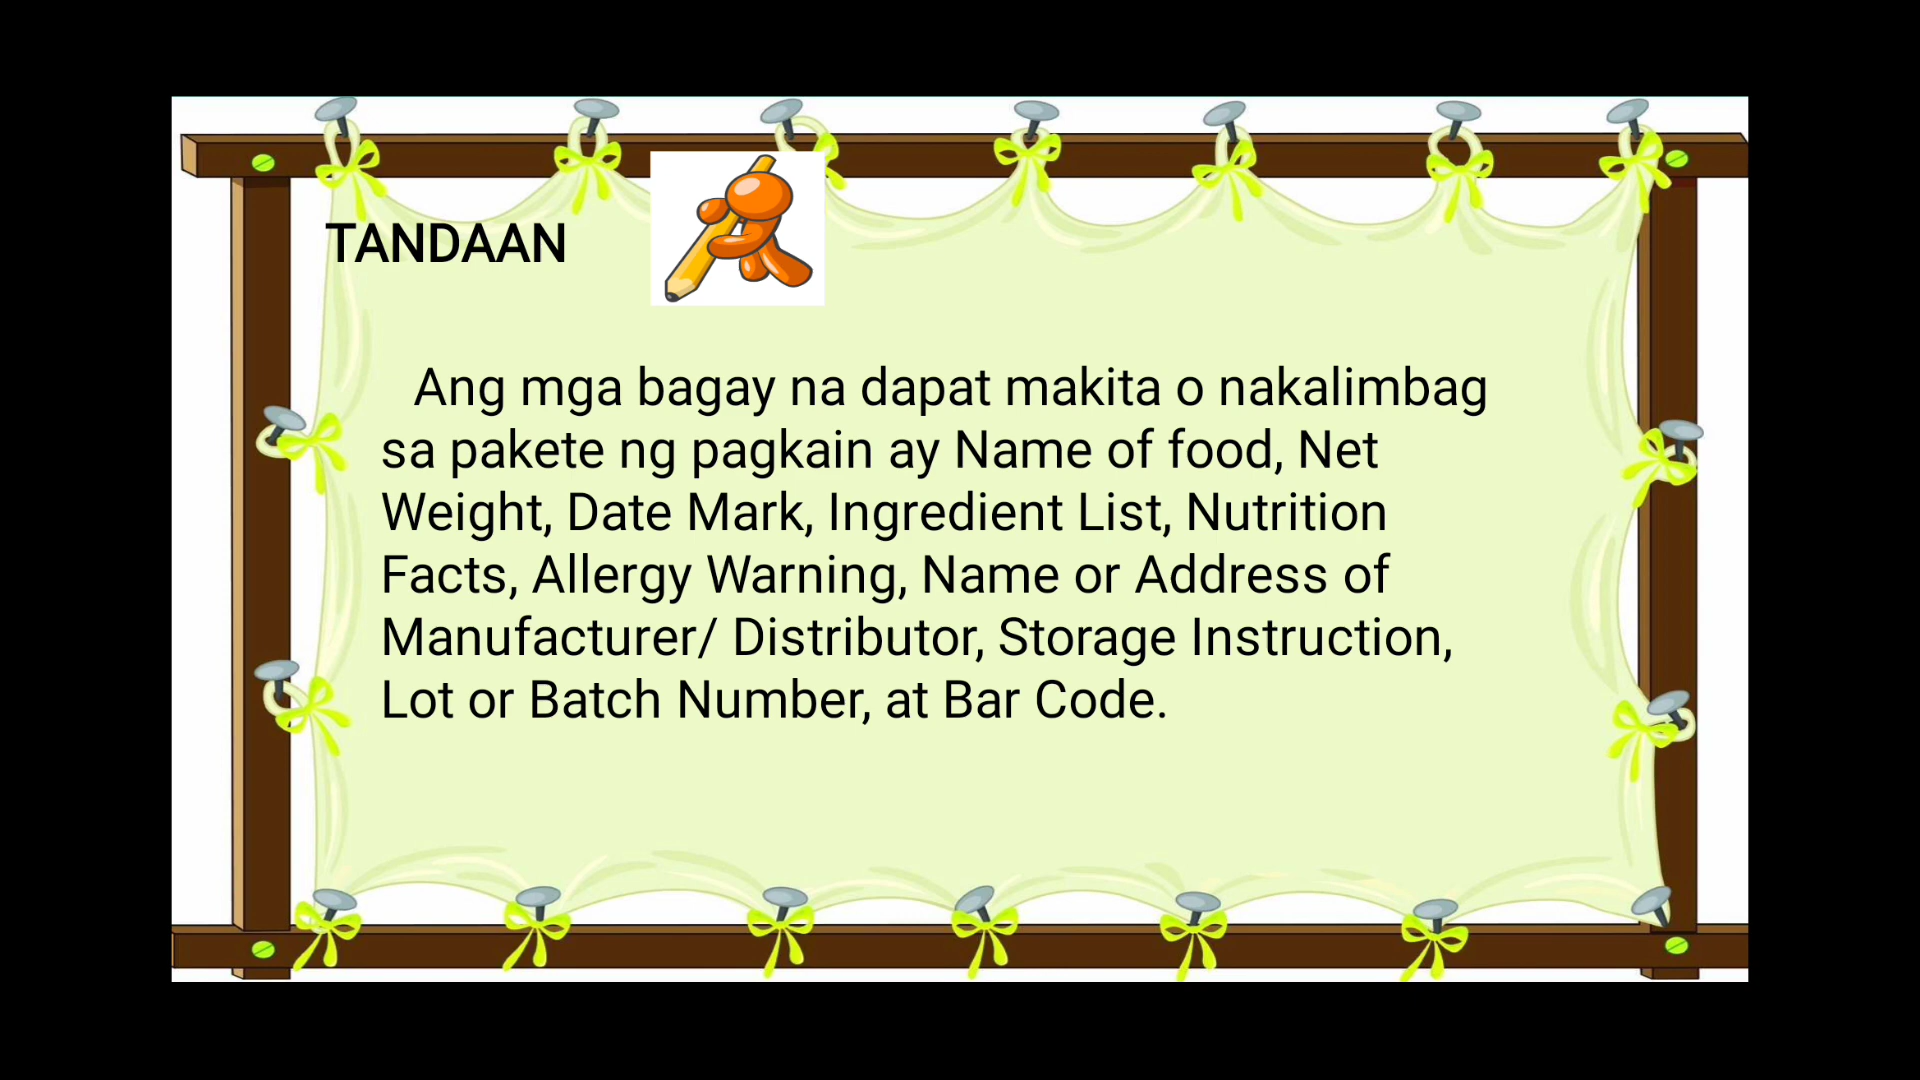 TANDAAN
Ang mga bagay na dapat makita o nakalimbag
sa pakete ng pagkain ay Name of food, Net
Weight, Date Mark, Ingredient List, Nutrition
Facts, Allergy Warning, Name or Address of
Manufacturer/ Distributor, Storage Instruction,
Lot or Batch Number, at Bar Code.